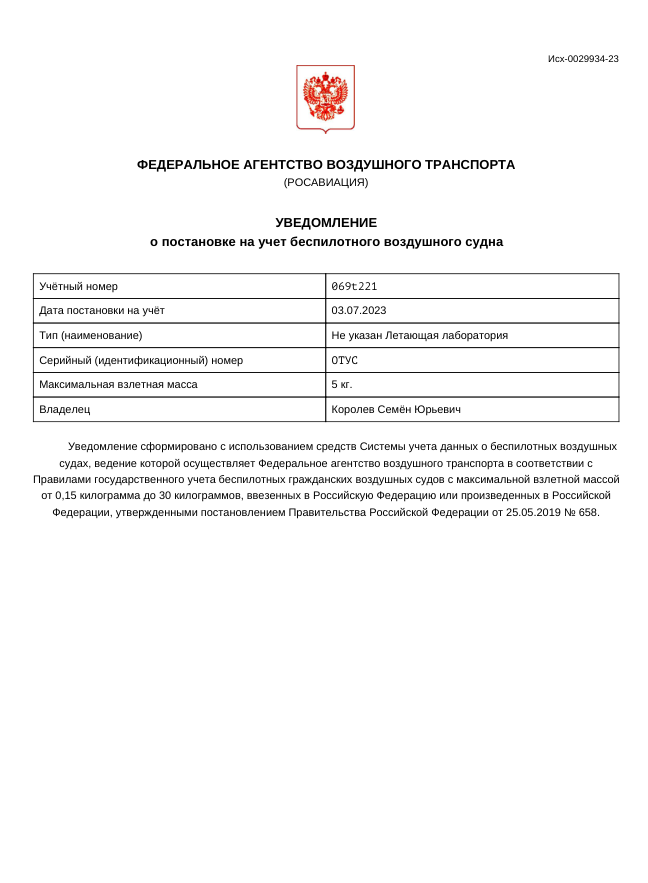 Исх-0029934-23
ФЕДЕРАЛЬНОЕ АГЕНТСТВО ВОЗДУШНОГО ТРАНСПОРТА
(РОСАВИАЦИЯ)
УВЕДОМЛЕНИЕ
о постановке на учет беспилотного воздушного судна
Учётный номер 069t221
Дата постановки на учёт 03.07.2023
Тип (наименование) Не указан Летающая лаборатория
Серийный (идентификационный) номер ОТУС
Максимальная взлетная масса 5 кг.
Владелец Королев Семён Юрьевич
Уведомление сформировано с использованием средств Системы учета данных о беспилотных воздушных
судах, ведение которой осуществляет Федеральное агентство воздушного транспорта в соответствии с
Правилами государственного учета беспилотных гражданских воздушных судов с максимальной взлетной массой
от 0,15 килограмма до 30 килограммов, ввезенных в Российскую Федерацию или произведенных в Российской
Федерации, утвержденными постановлением Правительства Российской Федерации от 25.05.2019 № 658.